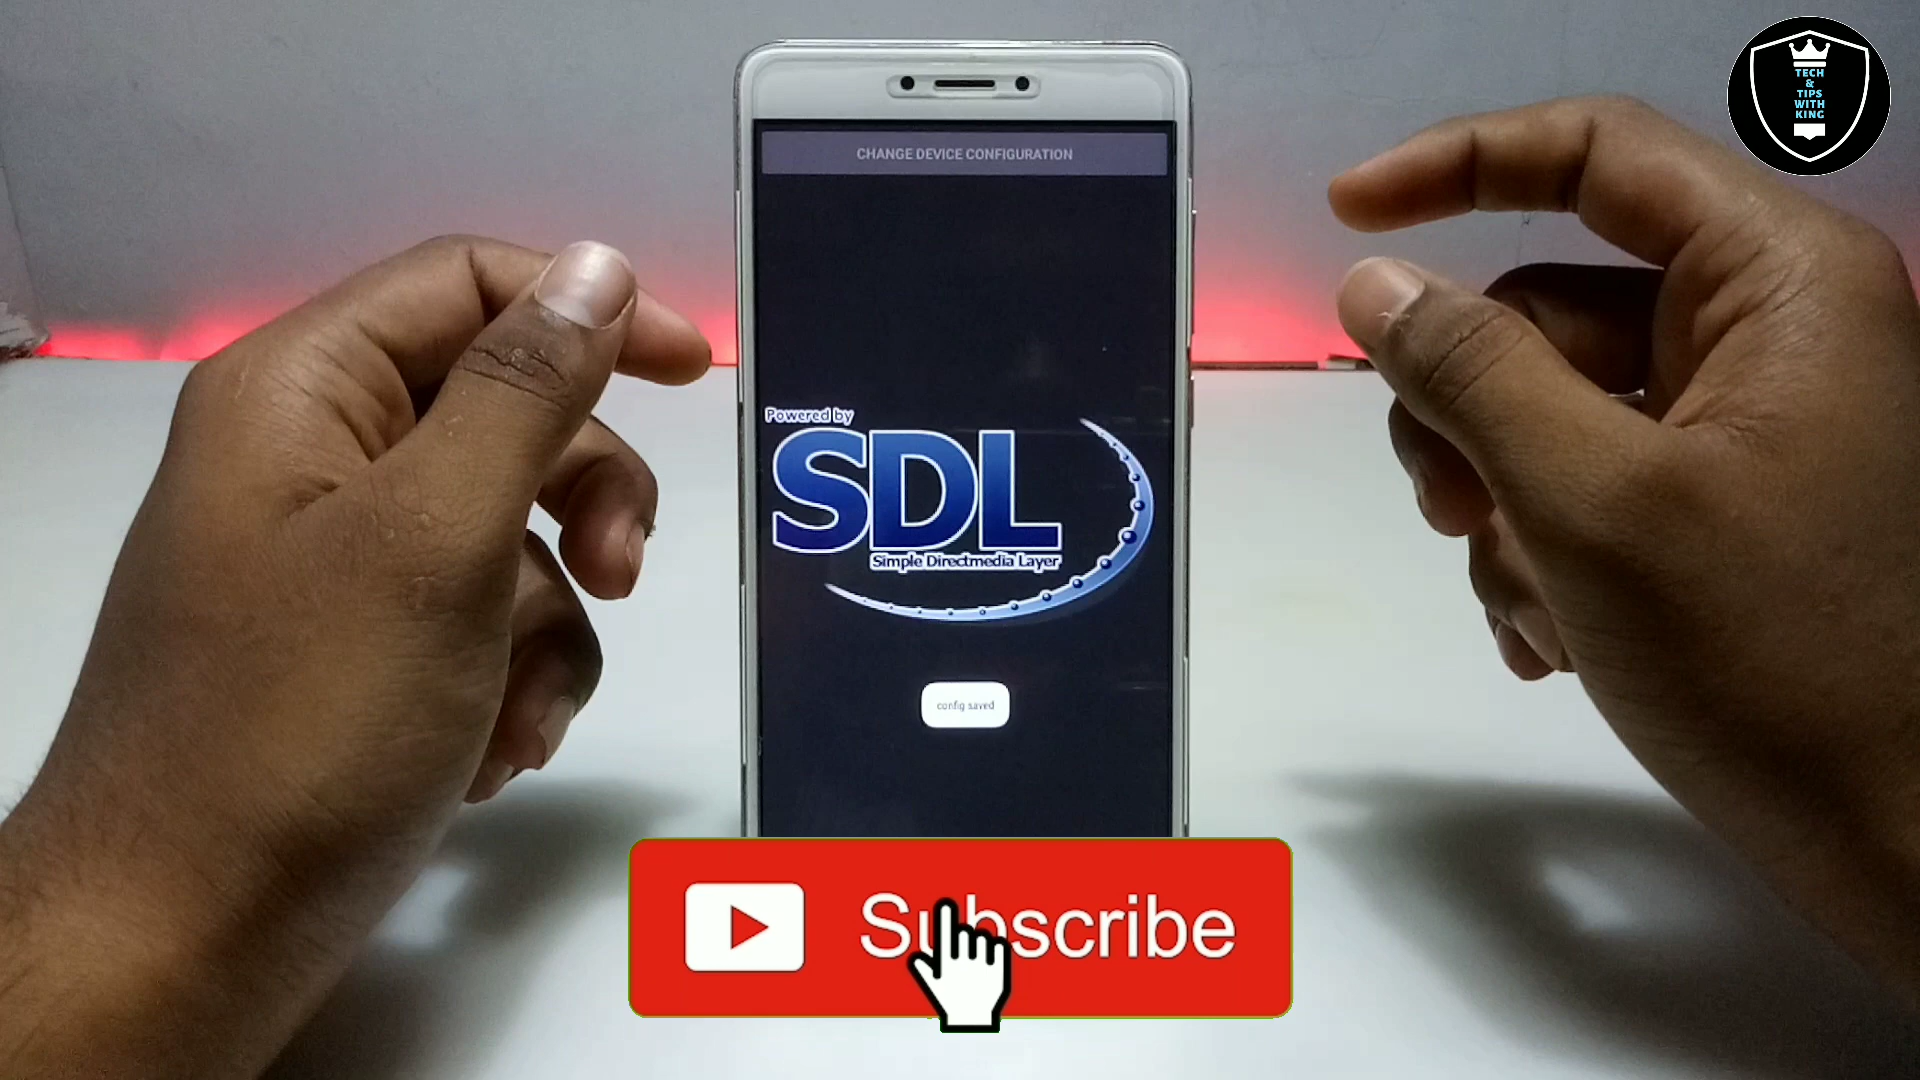 TECH
&
TIPS
WITH
KING
CHANGE DEVICE CONFIGURATION
Powered by
SDL
Simple Directmedia Layer
config saved
Subscribe